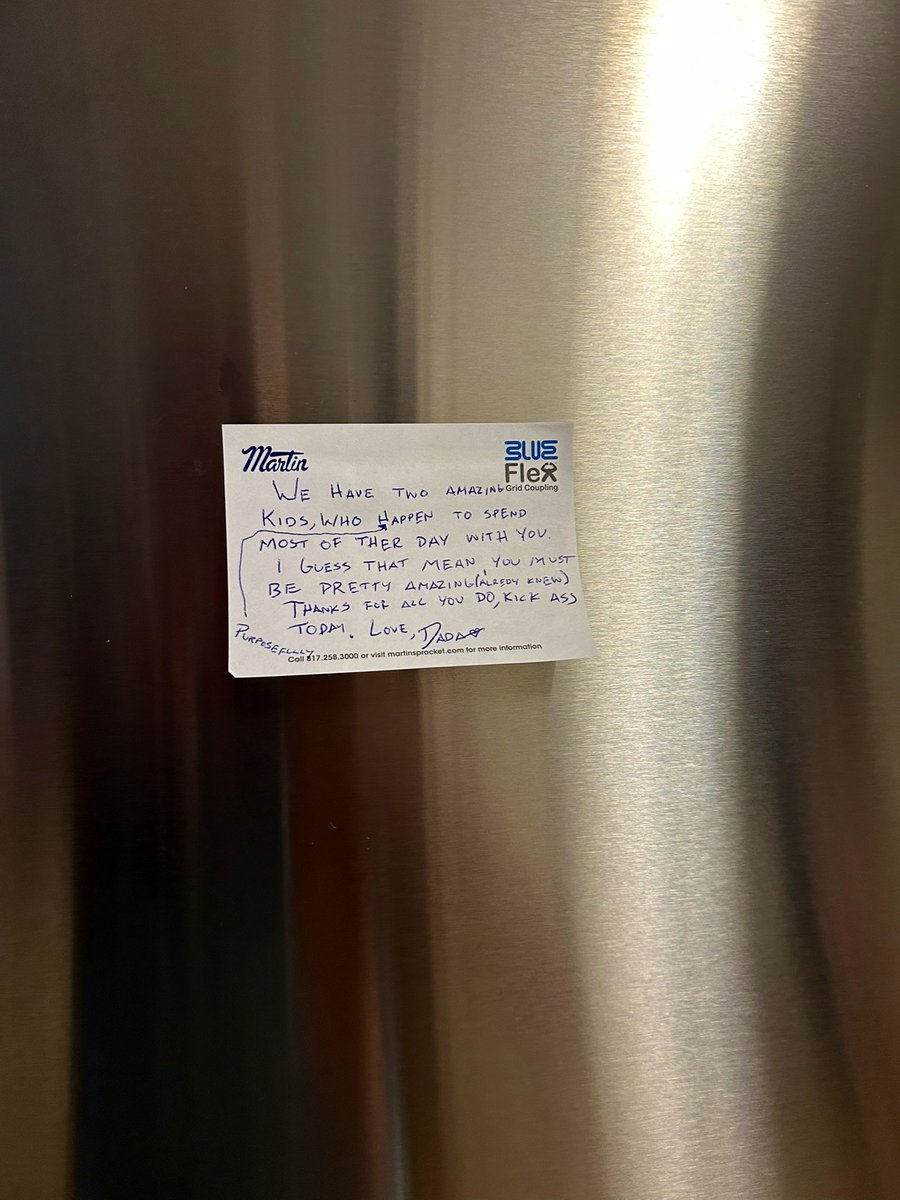 Martin
BLUE
Flex
Grid Coupling
WE HAVE TWO AMAZING
KIDS, WHO HAPPEN TO SPEND
MOST OF THER DAY WITH YOU.
I GUESS THAT MEAN, YOU MUST
BE PRETTY AMAZING (ALREDY KNEW)
THANKS FOR ALL YOU DO, KICK ASS
TODAY. LOVE, DADA
PURPOSEFULLY
Call 817.258.3000 or visit martinsprocket.com for more information